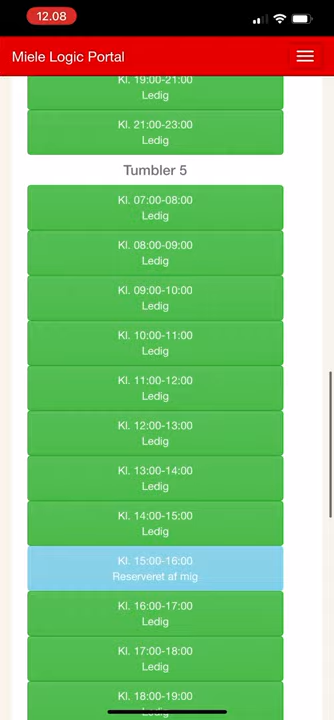 12.08
Miele Logic Portal
Kl. 19:00-21:00
Ledig
Kl. 21:00-23:00
Ledig
Tumbler 5
Kl. 07:00-08:00
Ledig
Kl. 08:00-09:00
Ledig
Kl. 09:00-10:00
Ledig
Kl. 10:00-11:00
Ledig
Kl. 11:00-12:00
Ledig
Kl. 12:00-13:00
Ledig
Kl. 13:00-14:00
Ledig
Kl. 14:00-15:00
Ledig
Kl. 15:00-16:00
Reserveret af mig
Kl. 16:00-17:00
Ledig
Kl. 17:00-18:00
Ledig
Kl. 18:00-19:00
Ledig